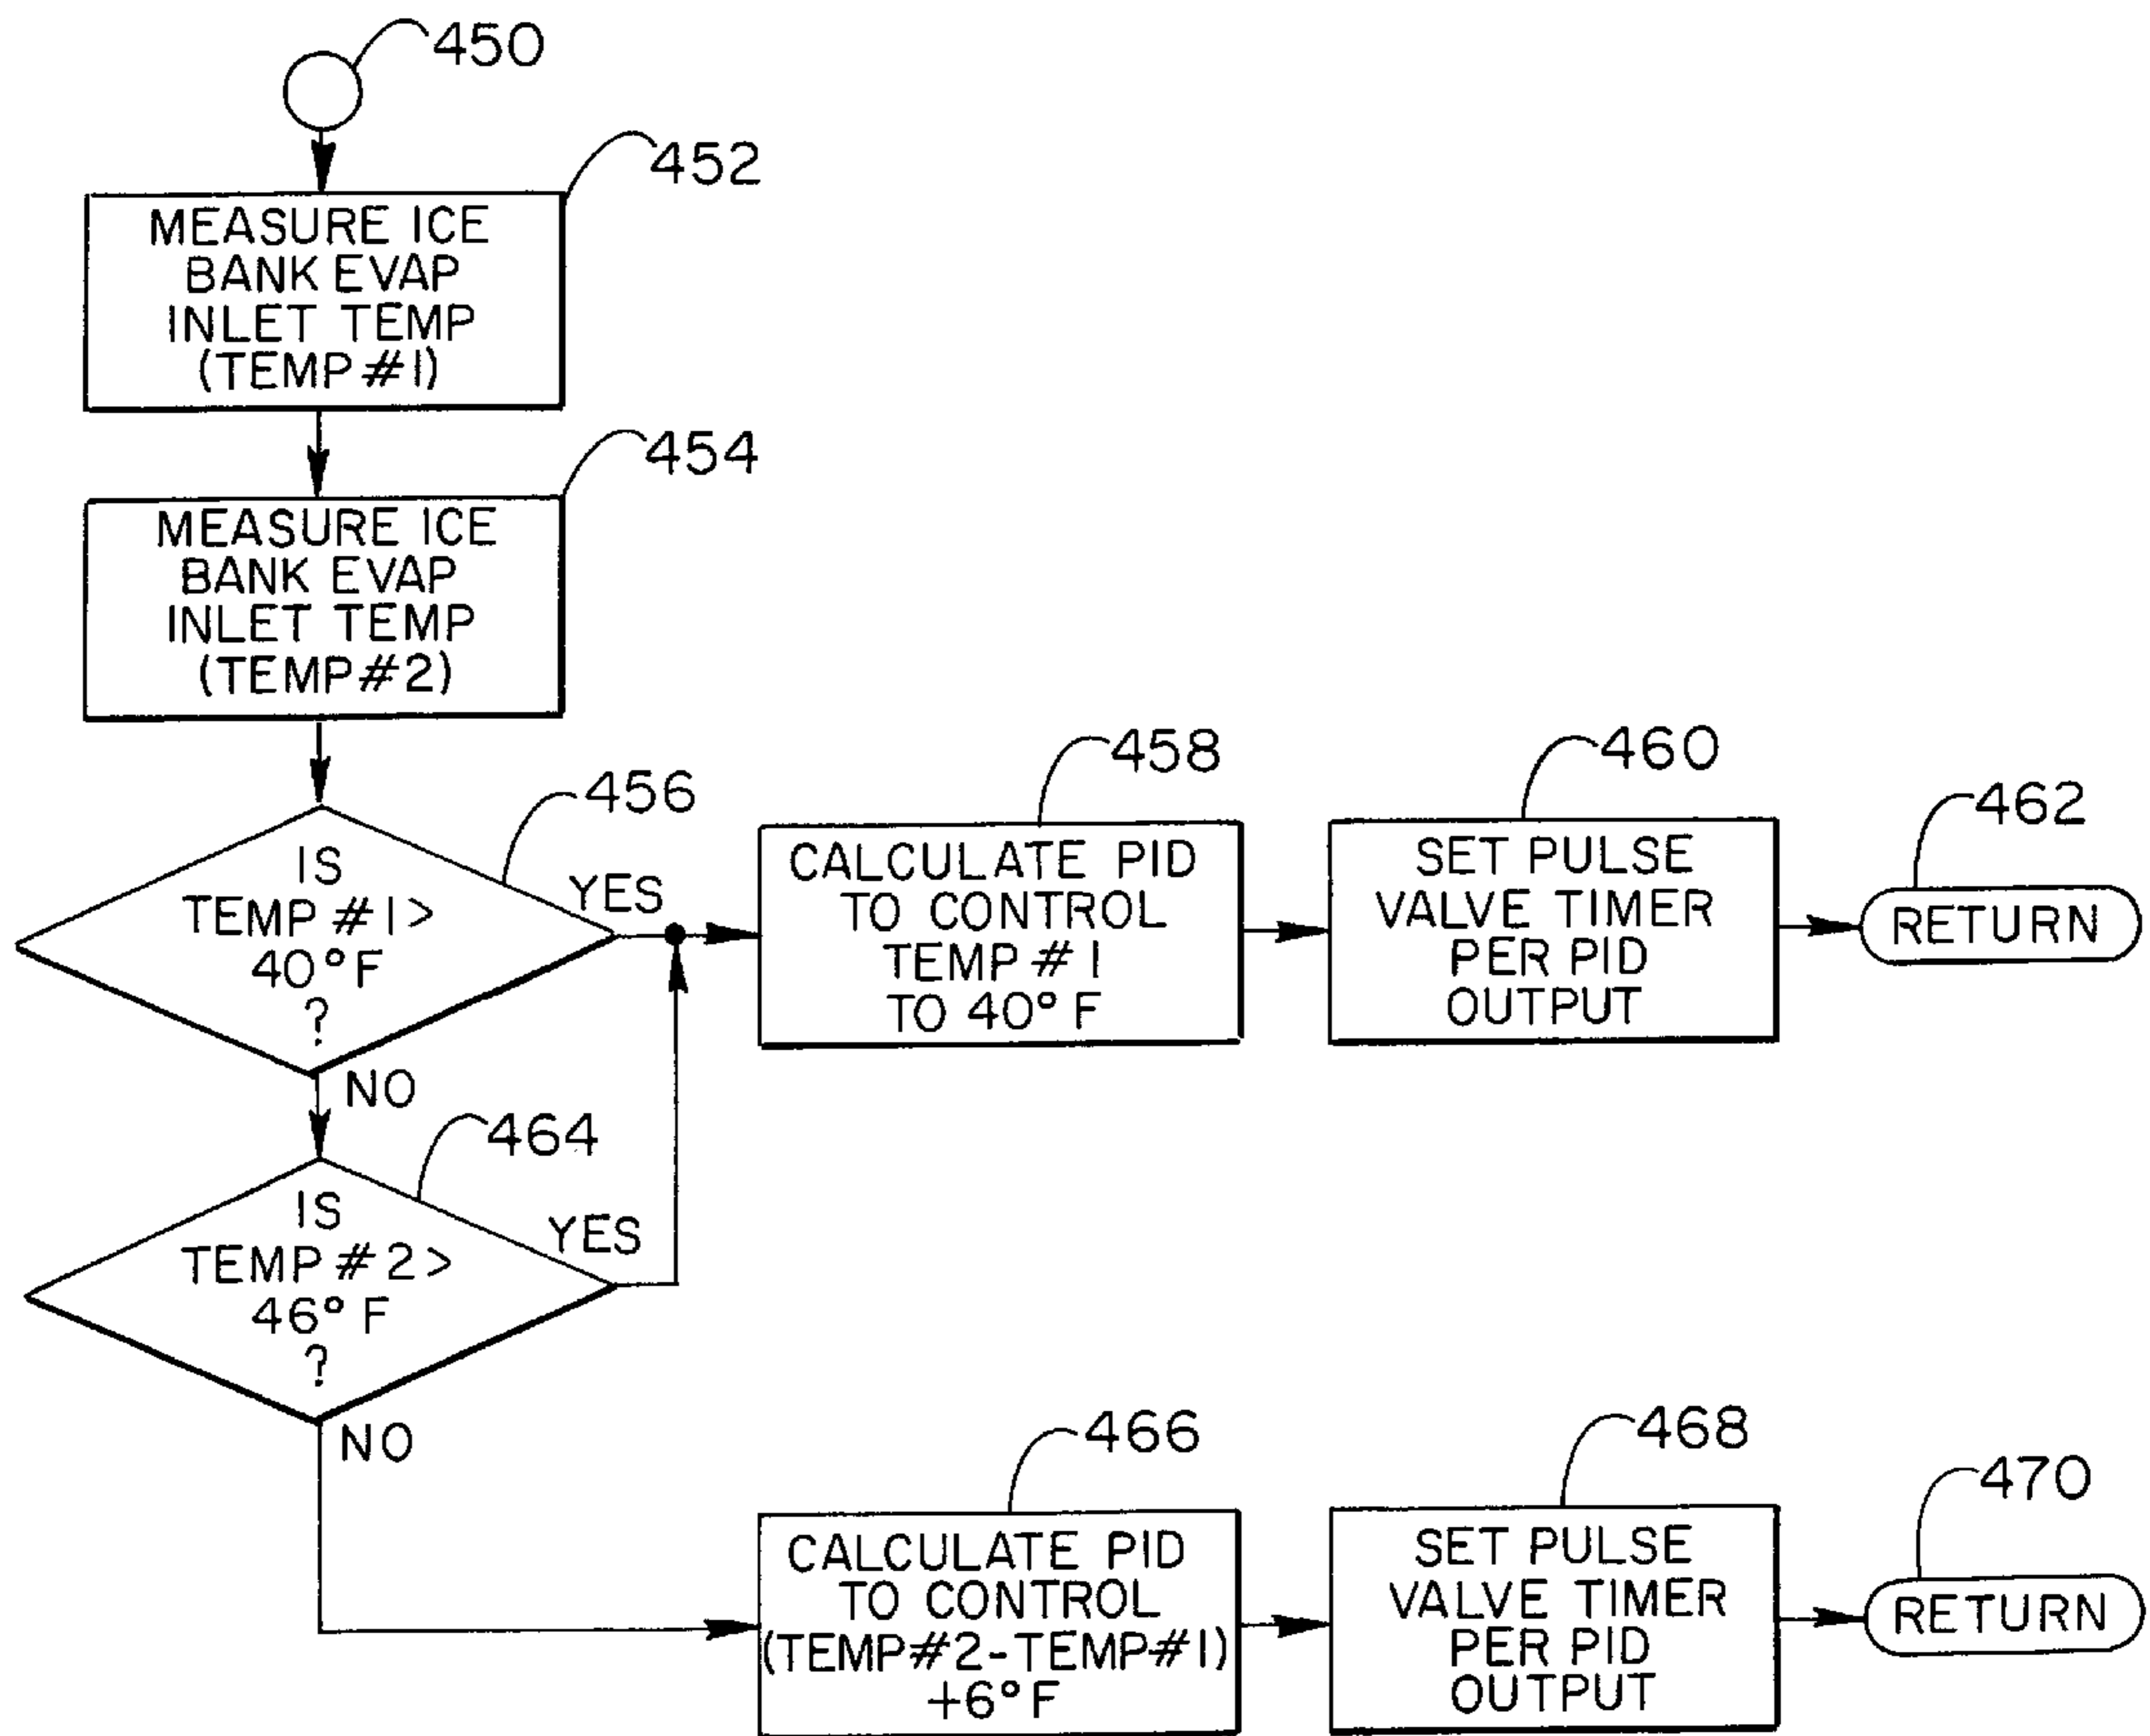 450
452
MEASURE ICE
BANK EVAP
INLET TEMP
(TEMP #1)
454
MEASURE ICE
BANK EVAP
INLET TEMP
(TEMP #2)
456
IS
TEMP #1>
40°F
?
YES
NO
458
CALCULATE PID
TO CONTROL
TEMP #1
TO 40°F
460
SET PULSE
VALVE TIMER
PER PID
OUTPUT
462
RETURN
464
IS
TEMP #2>
46°F
?
YES
NO
466
CALCULATE PID
TO CONTROL
(TEMP#2-TEMP#1)
+6°F
468
SET PULSE
VALVE TIMER
PER PID
OUTPUT
470
RETURN